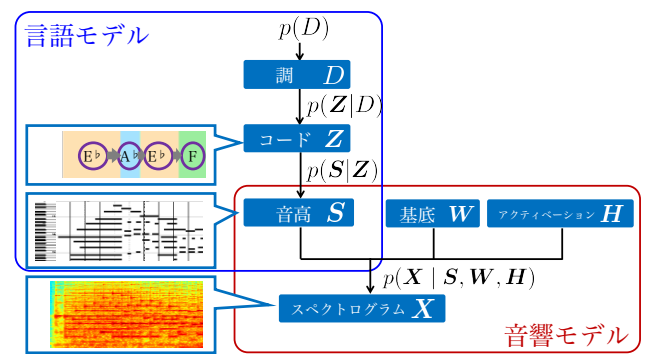 言語モデル
p(D)
調 D
p(Z|D)
コード Z
E♭ A♭ E♭ F
p(S|Z)
音高 S
基底 W
アクティベーション H
p(X | S, W, H)
スペクトログラム X
音響モデル